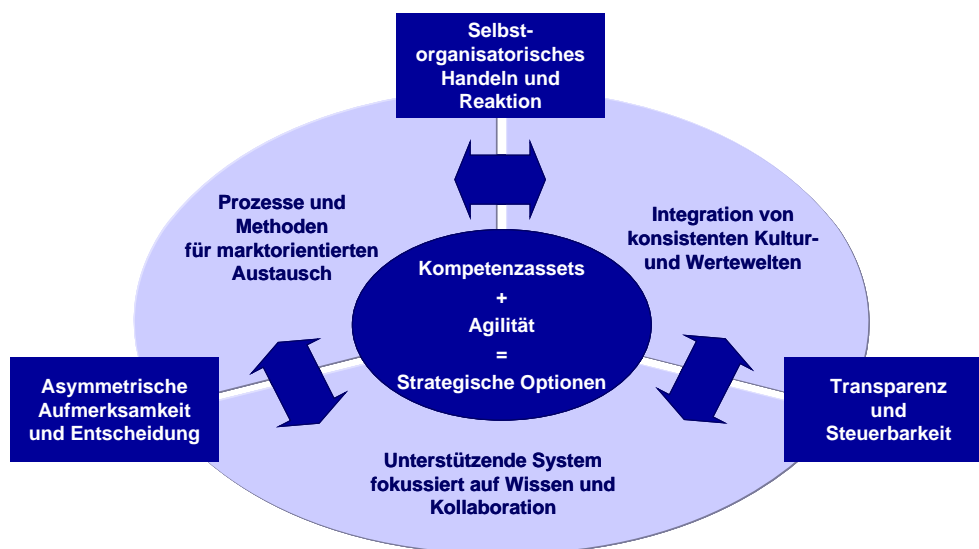 Selbst-
organisatorisches
Handeln und
Reaktion
Prozesse und
Methoden
für marktorientierten
Austausch
Integration von
konsistenten Kultur-
und Wertewelten
Kompetenzassets
+
Agilität
=
Strategische Optionen
Asymmetrische
Aufmerksamkeit
und Entscheidung
Transparenz
und
Steuerbarkeit
Unterstützende System
fokussiert auf Wissen und
Kollaboration